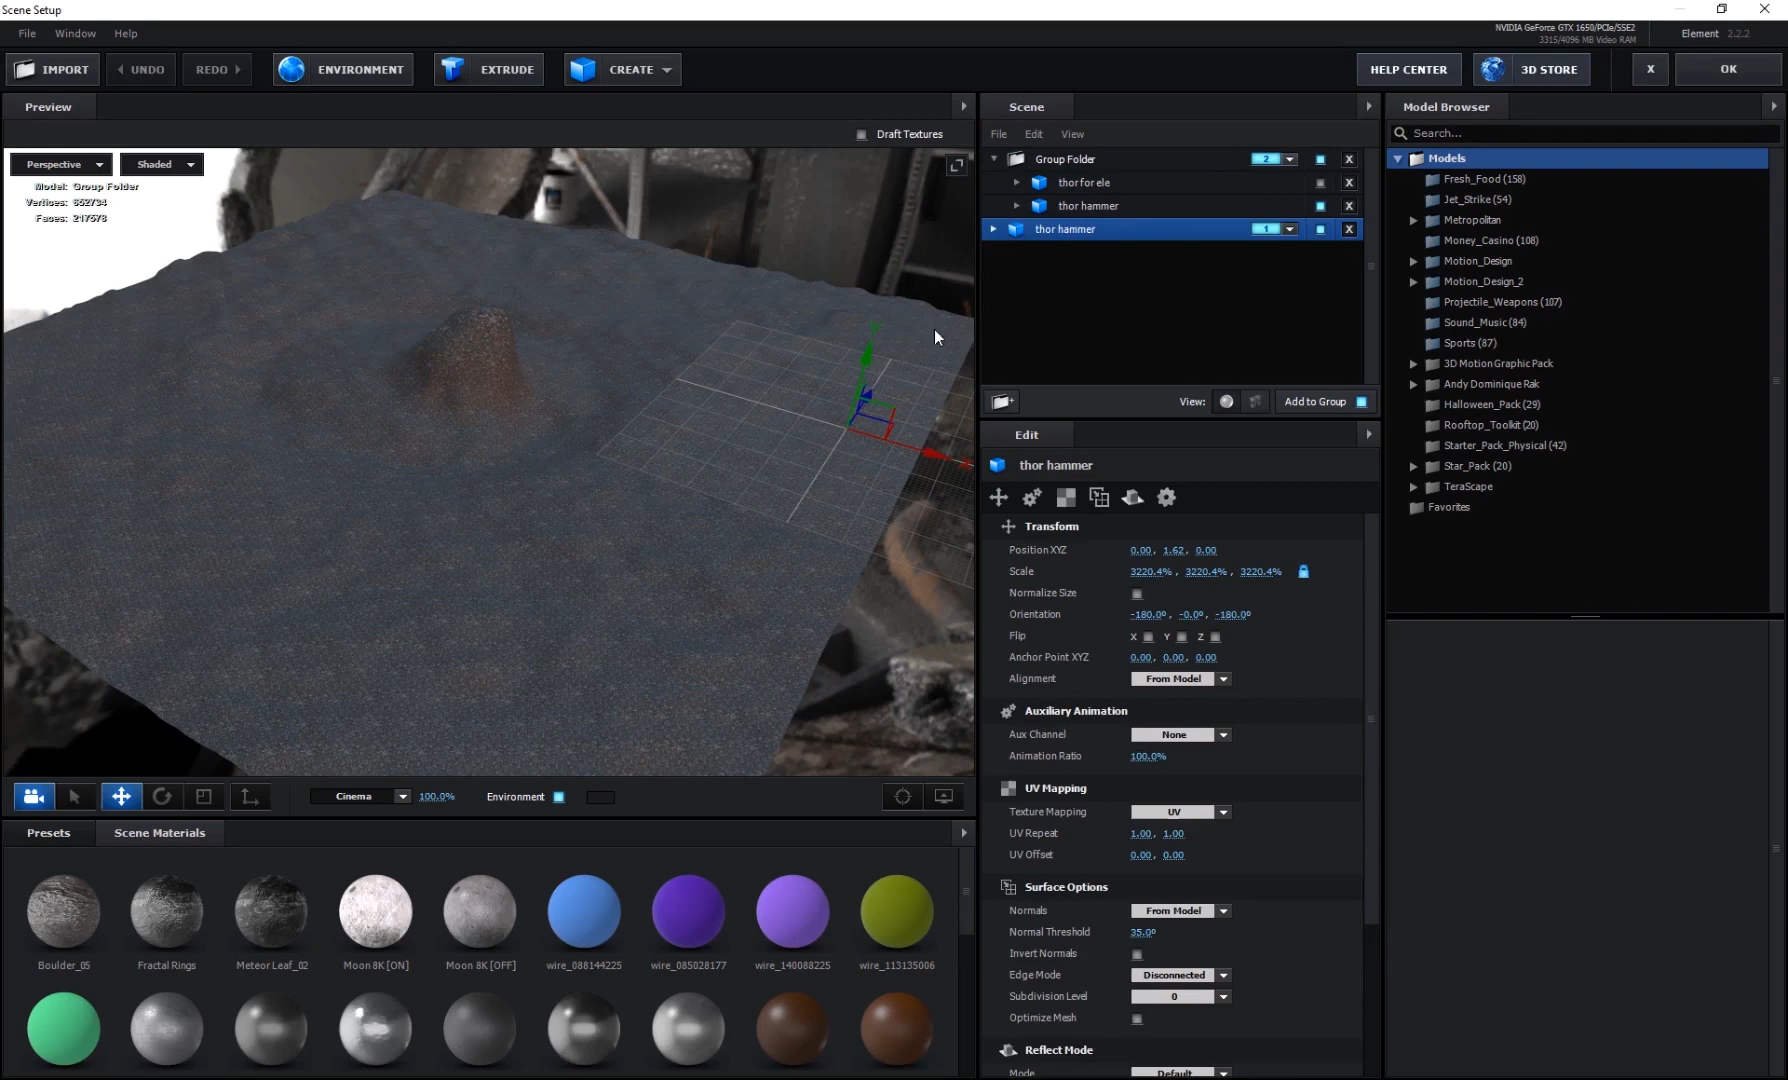 Scene Setup
File Window Help
NVIDIA GeForce GTX 1650/PCIe/SSE2
3315/4096 MB Video RAM
Element 2.2.2
IMPORT UNDO REDO ENVIRONMENT EXTRUDE CREATE HELP CENTER 3D STORE X OK
Preview
Draft Textures
Perspective Shaded
Model: Group Folder
Vertices: 652734
Faces: 217578
Cinema 100.0% Environment
Presets Scene Materials
Boulder_05 Fractal Rings Meteor Leaf_02 Moon 8K [ON] Moon 8K [OFF] wire_088144225 wire_085028177 wire_140088225 wire_113135006
Scene
File Edit View
Group Folder 2 X
thor for ele X
thor hammer X
thor hammer 1 X
View: Add to Group
Edit
thor hammer
Transform
Position XYZ 0.00, 1.62, 0.00
Scale 3220.4%, 3220.4%, 3220.4%
Normalize Size
Orientation -180.0º, -0.0º, -180.0º
Flip X Y Z
Anchor Point XYZ 0.00, 0.00, 0.00
Alignment From Model
Auxiliary Animation
Aux Channel None
Animation Ratio 100.0%
UV Mapping
Texture Mapping UV
UV Repeat 1.00, 1.00
UV Offset 0.00, 0.00
Surface Options
Normals From Model
Normal Threshold 35.0º
Invert Normals
Edge Mode Disconnected
Subdivision Level 0
Optimize Mesh
Reflect Mode
Mode Default
Model Browser
Search...
Models
Fresh_Food (158)
Jet_Strike (54)
Metropolitan
Money_Casino (108)
Motion_Design
Motion_Design_2
Projectile_Weapons (107)
Sound_Music (84)
Sports (87)
3D Motion Graphic Pack
Andy Dominique Rak
Halloween_Pack (29)
Rooftop_Toolkit (20)
Starter_Pack_Physical (42)
Star_Pack (20)
TeraScape
Favorites